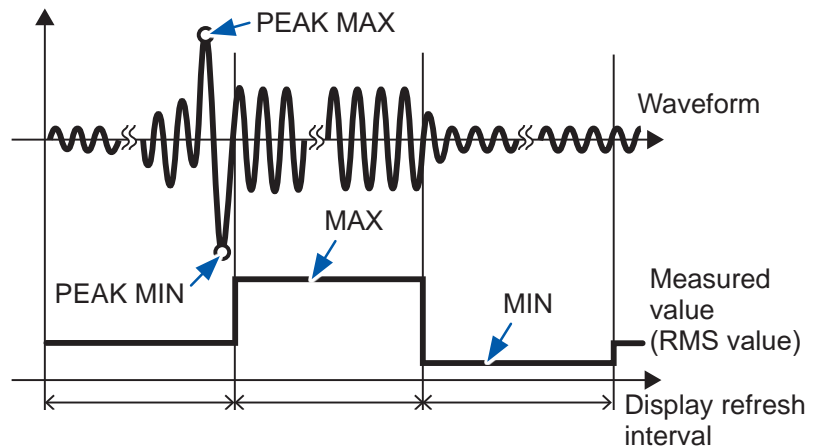 PEAK MAX
Waveform
MAX
PEAK MIN
MIN
Measured
value
(RMS value)
Display refresh
interval